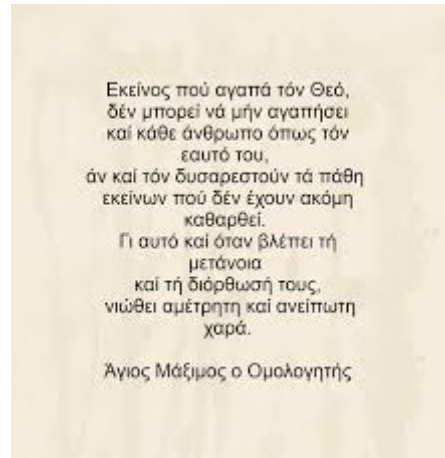 Εκείνος πού αγαπά τόν Θεό,
δέν μπορεί νά μήν αγαπήσει
καί κάθε άνθρωπο όπως τόν
εαυτό του,
άν καί τόν δυσαρεστούν τά πάθη
εκείνων πού δέν έχουν ακόμη
καθαρθεί.
Γι αυτό καί όταν βλέπει τή
μετάνοια
καί τή διόρθωσή τους,
νιώθει αμέτρητη καί ανείπωτη
χαρά.
Άγιος Μάξιμος ο Ομολογητής